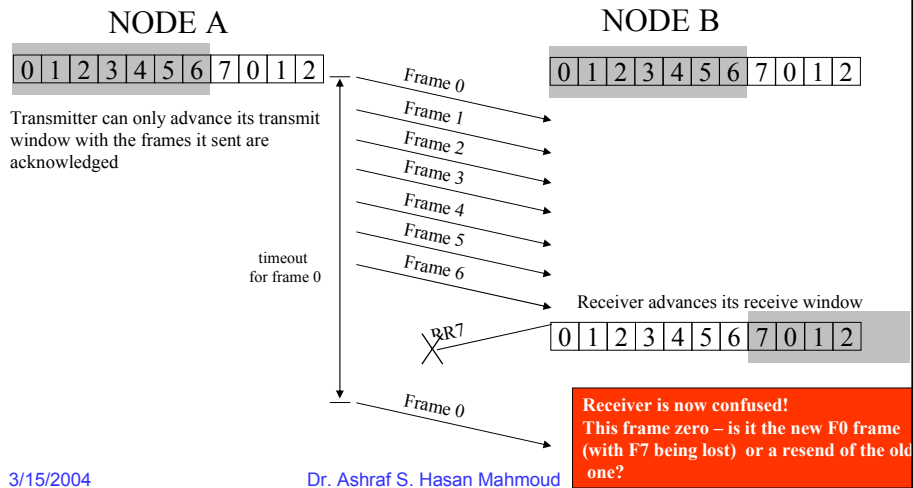 NODE A
NODE B
0 1 2 3 4 5 6 7 0 1 2
0 1 2 3 4 5 6 7 0 1 2
Transmitter can only advance its transmit
window with the frames it sent are
acknowledged
Frame 0
Frame 1
Frame 2
Frame 3
Frame 4
Frame 5
Frame 6
timeout
for frame 0
Receiver advances its receive window
RR7
0 1 2 3 4 5 6 7 0 1 2
Frame 0
Receiver is now confused!
This frame zero – is it the new F0 frame
(with F7 being lost) or a resend of the old
one?
3/15/2004
Dr. Ashraf S. Hasan Mahmoud